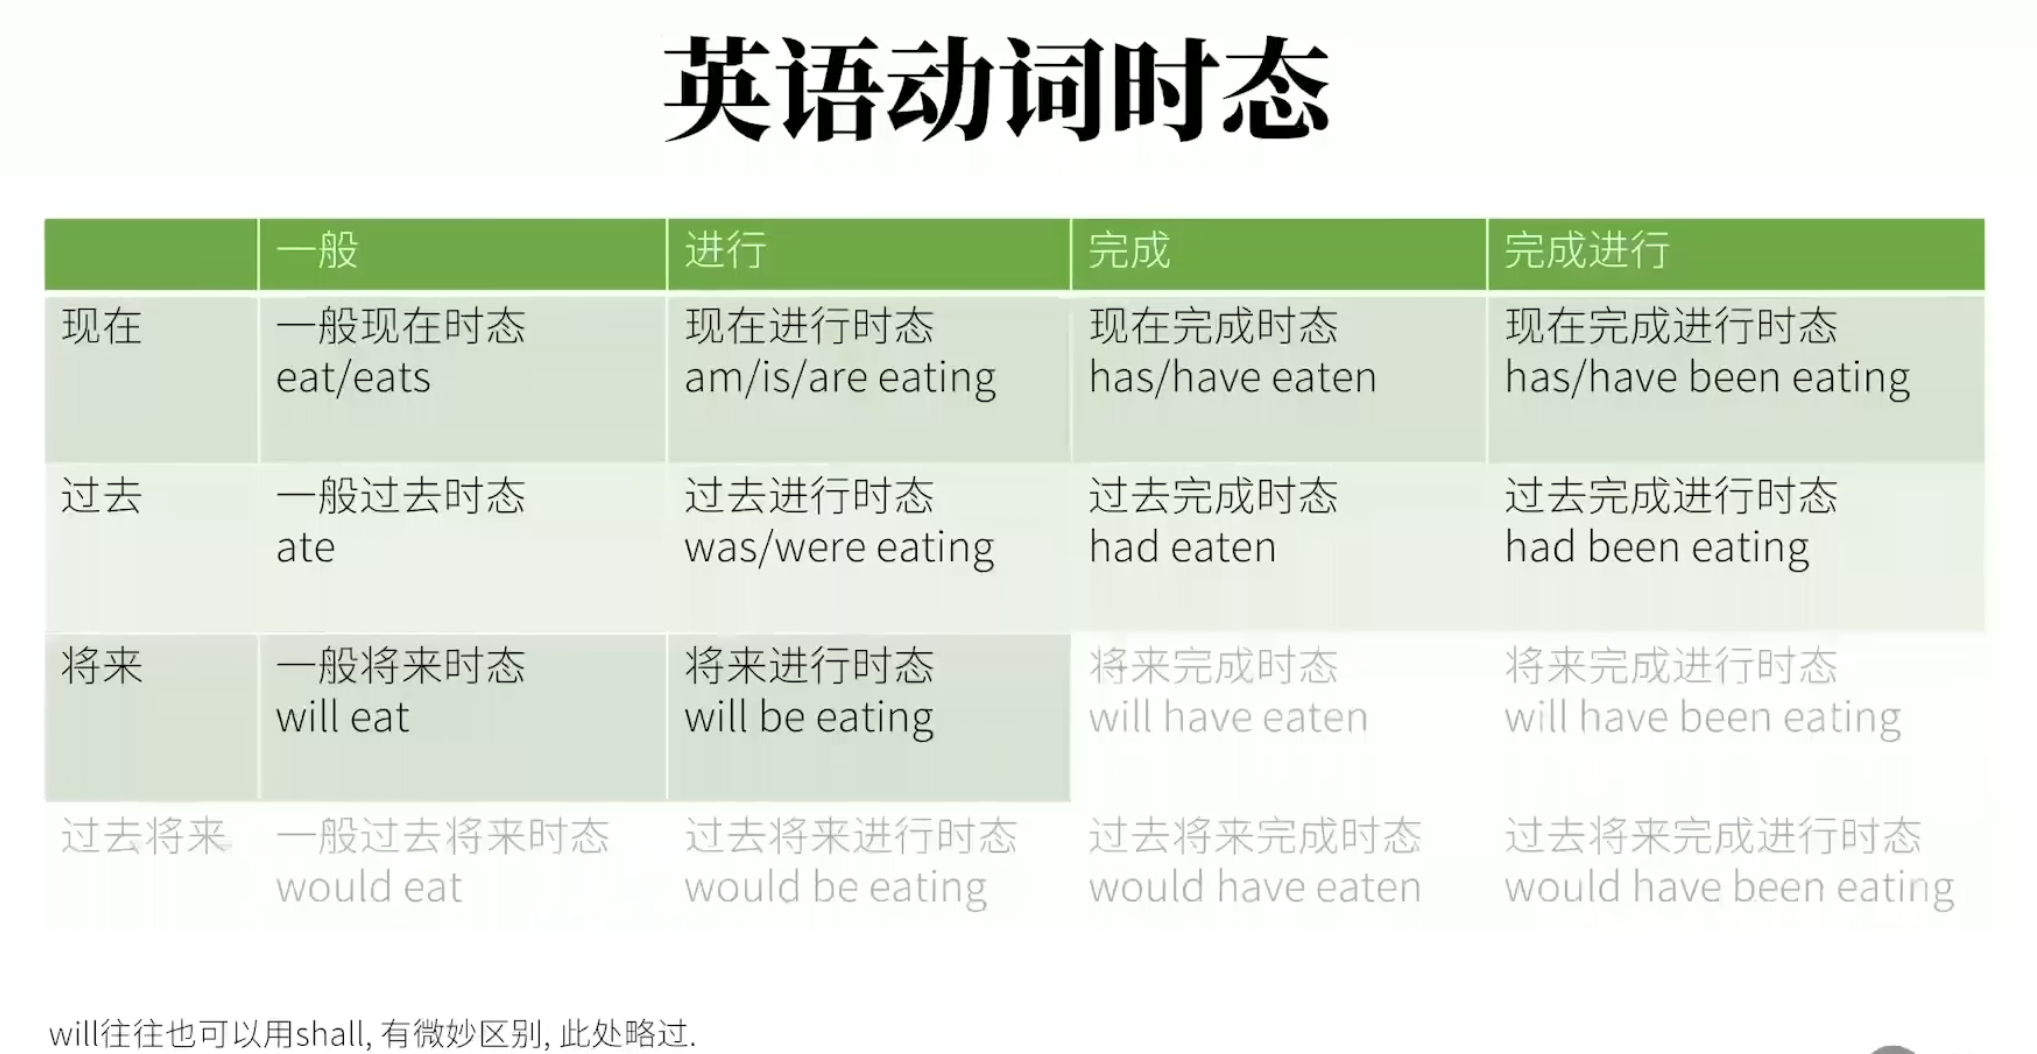 英语动词时态
一般
进行
完成
完成进行
现在
一般现在时态
eat/eats
现在进行时态
am/is/are eating
现在完成时态
has/have eaten
现在完成进行时态
has/have been eating
过去
一般过去时态
ate
过去进行时态
was/were eating
过去完成时态
had eaten
过去完成进行时态
had been eating
将来
一般将来时态
will eat
将来进行时态
will be eating
将来完成时态
will have eaten
将来完成进行时态
will have been eating
过去将来
一般过去将来时态
would eat
过去将来进行时态
would be eating
过去将来完成时态
would have eaten
过去将来完成进行时态
would have been eating
will往往也可以用shall, 有微妙区别, 此处略过.